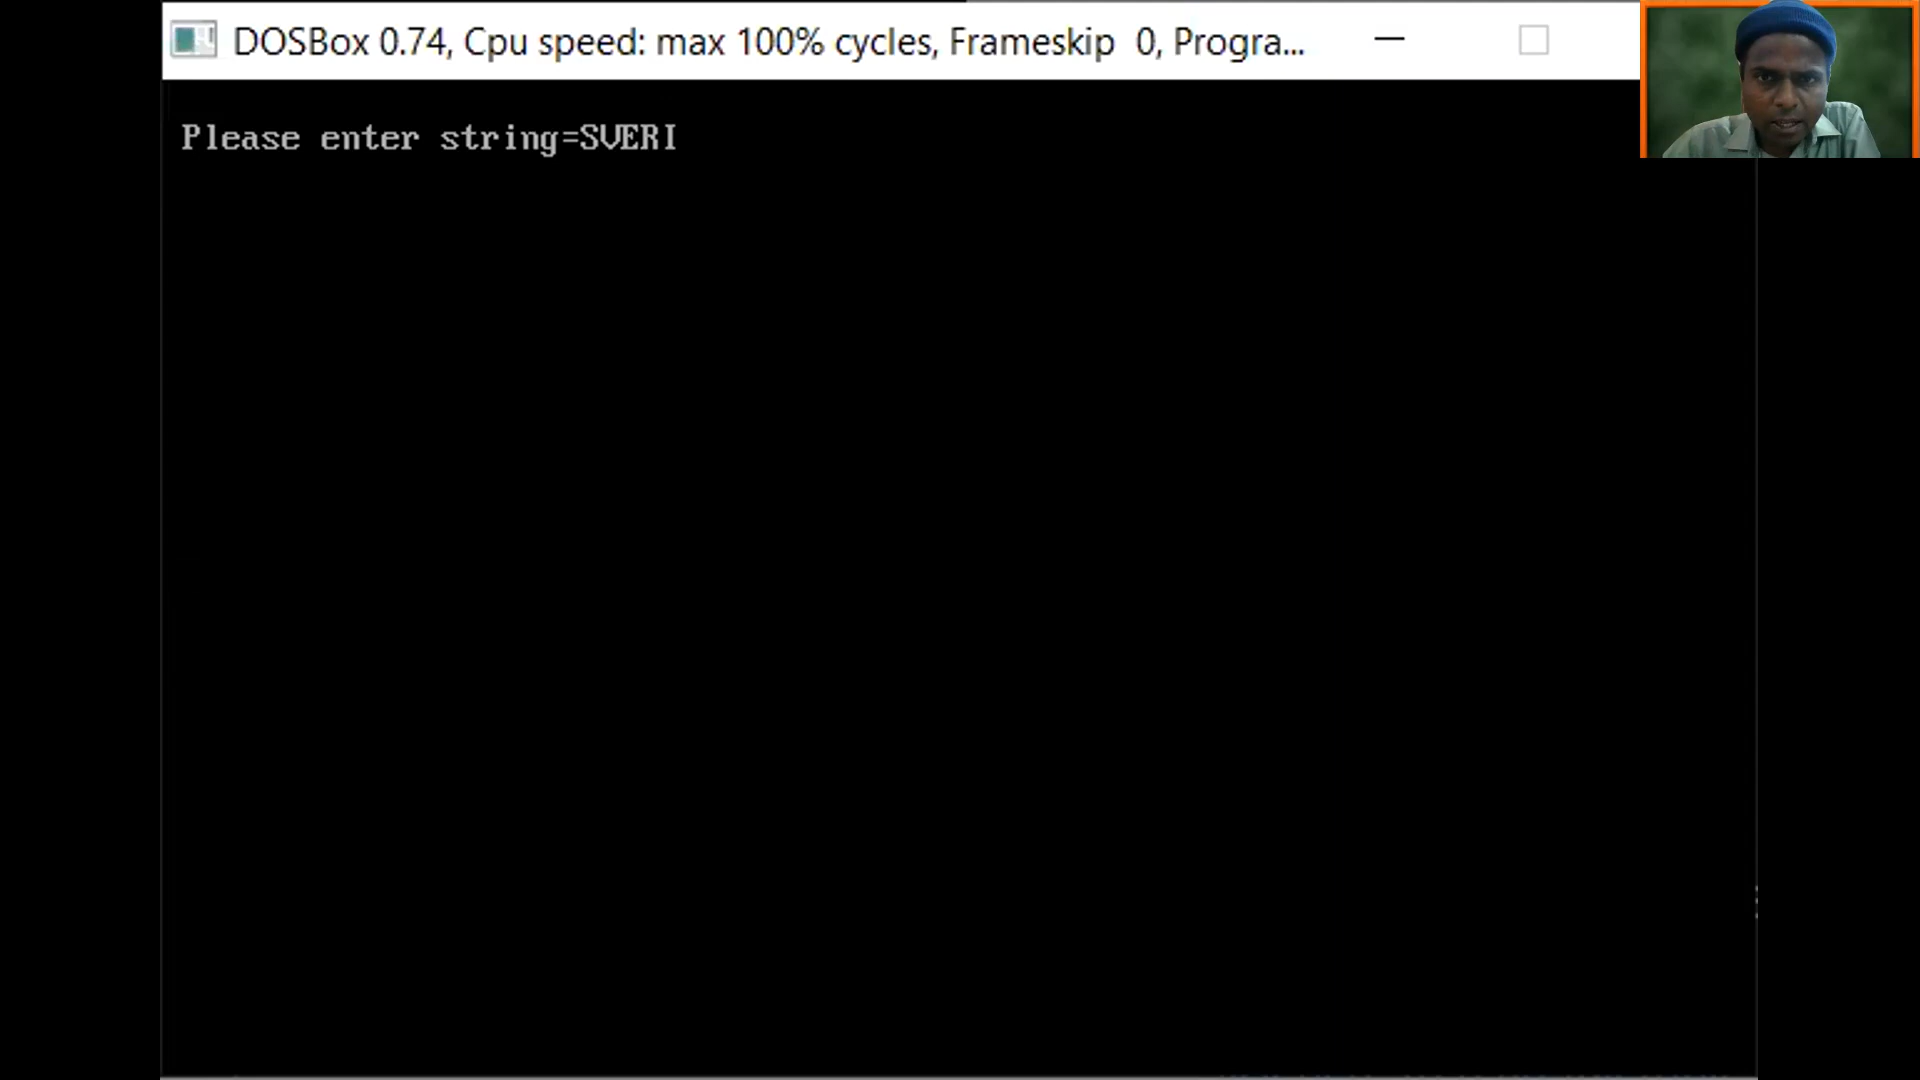 DOSBox 0.74, Cpu speed: max 100% cycles, Frameskip 0, Progra...
Please enter string=SVERI